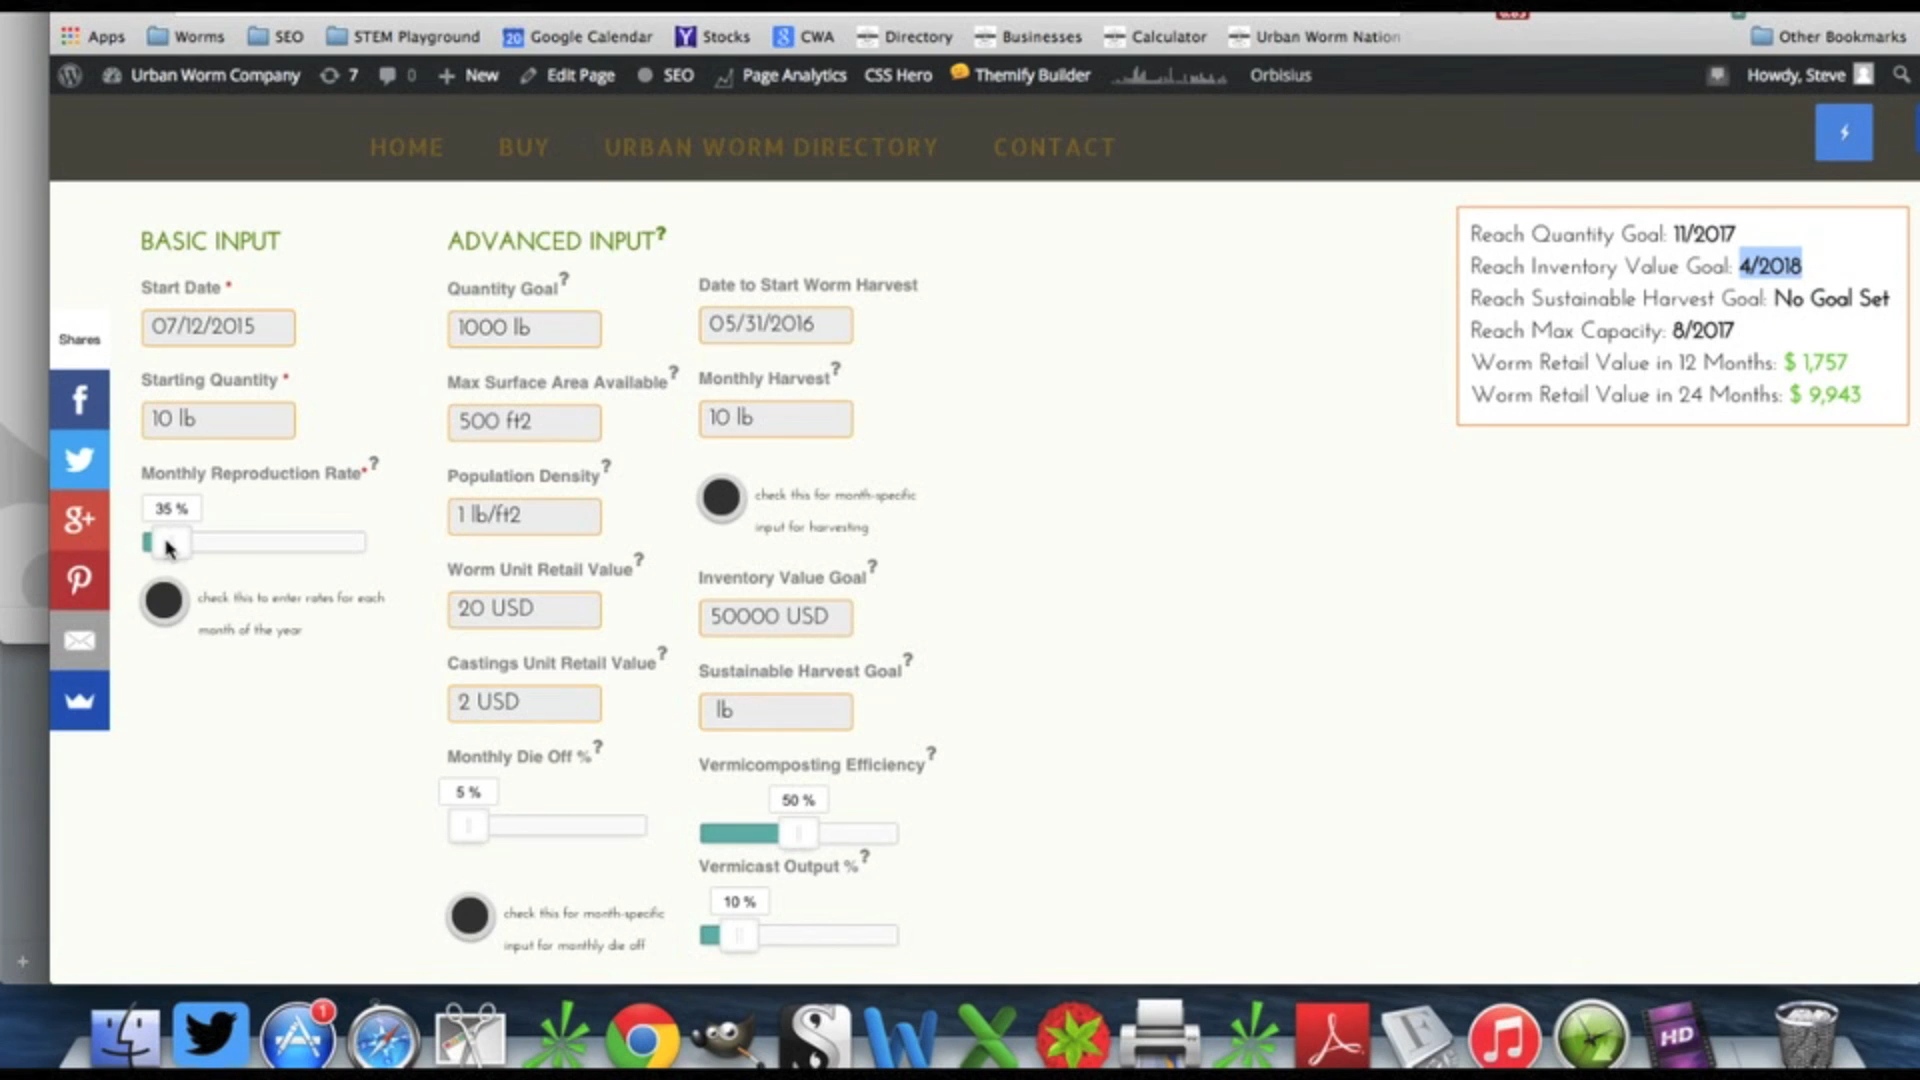 Apps Worms SEO STEM Playground 20 Google Calendar Stocks CWA Directory Businesses Calculator Urban Worm Nation Other Bookmarks
Urban Worm Company 7 0 New Edit Page SEO Page Analytics CSS Hero Themify Builder Orbisius Howdy, Steve
HOME BUY URBAN WORM DIRECTORY CONTACT
BASIC INPUT
Start Date *
07/12/2015
Starting Quantity *
10 lb
Monthly Reproduction Rate* ?
35 %
check this to enter rates for each
month of the year
Shares
ADVANCED INPUT?
Quantity Goal?
1000 lb
Max Surface Area Available?
500 ft2
Population Density?
1 lb/ft2
Worm Unit Retail Value?
20 USD
Castings Unit Retail Value?
2 USD
Monthly Die Off %?
5 %
check this for month-specific
input for monthly die off
Date to Start Worm Harvest
05/31/2016
Monthly Harvest?
10 lb
check this for month-specific
input for harvesting
Inventory Value Goal?
50000 USD
Sustainable Harvest Goal?
lb
Vermicomposting Efficiency?
50 %
Vermicast Output %?
10 %
Reach Quantity Goal: 11/2017
Reach Inventory Value Goal: 4/2018
Reach Sustainable Harvest Goal: No Goal Set
Reach Max Capacity: 8/2017
Worm Retail Value in 12 Months: $ 1,757
Worm Retail Value in 24 Months: $ 9,943
1
HD